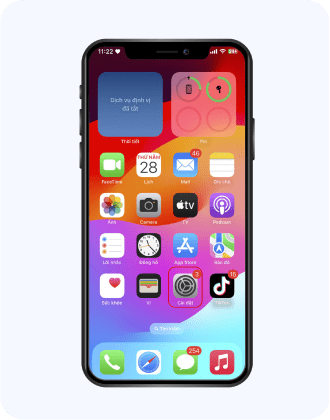 11:22
Dịch vụ định vị
đã tắt
Thời tiết
Pin
FaceTime
THỨ NĂM
28
Lịch
46
Mail
Ghi chú
Ảnh
Camera
tv
TV
Podcast
Lời nhắc
Đồng hồ
App Store
Bản đồ
Sức khỏe
Ví
3
Cài đặt
15
TikTok
Tìm kiếm
254